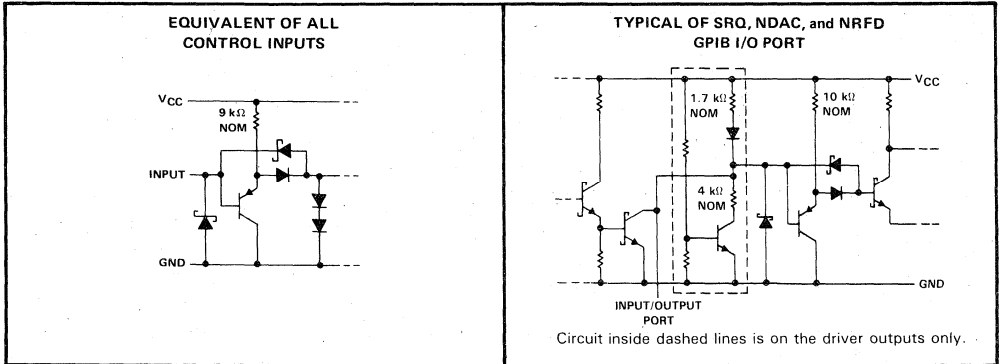 EQUIVALENT OF ALL
CONTROL INPUTS
VCC
9 kΩ
NOM
INPUT
GND
TYPICAL OF SRQ, NDAC, and NRFD
GPIB I/O PORT
VCC
1.7 kΩ
NOM
10 kΩ
NOM
4 kΩ
NOM
GND
INPUT/OUTPUT
PORT
Circuit inside dashed lines is on the driver outputs only.